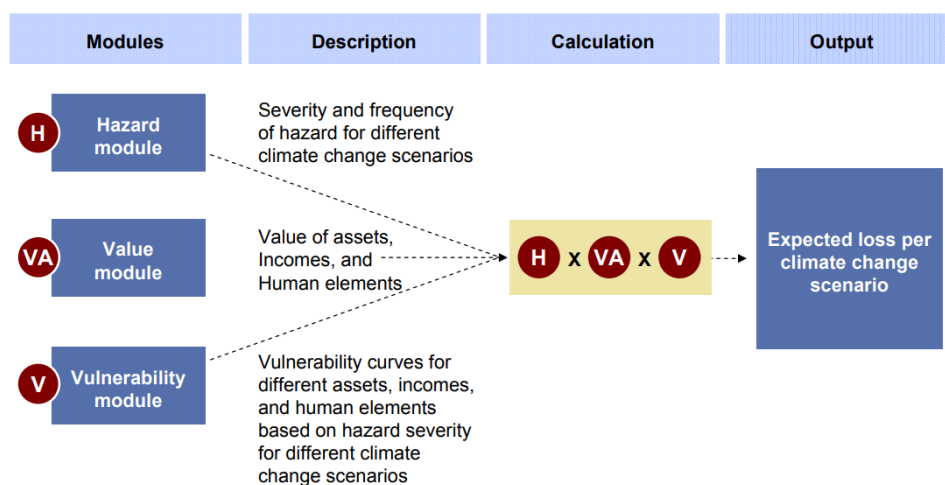 Modules
Description
Calculation
Output
H
Hazard
module
Severity and frequency
of hazard for different
climate change scenarios
VA
Value
module
Value of assets,
Incomes, and
Human elements
H x VA x V
Expected loss per
climate change
scenario
V
Vulnerability
module
Vulnerability curves for
different assets, incomes,
and human elements
based on hazard severity
for different climate
change scenarios